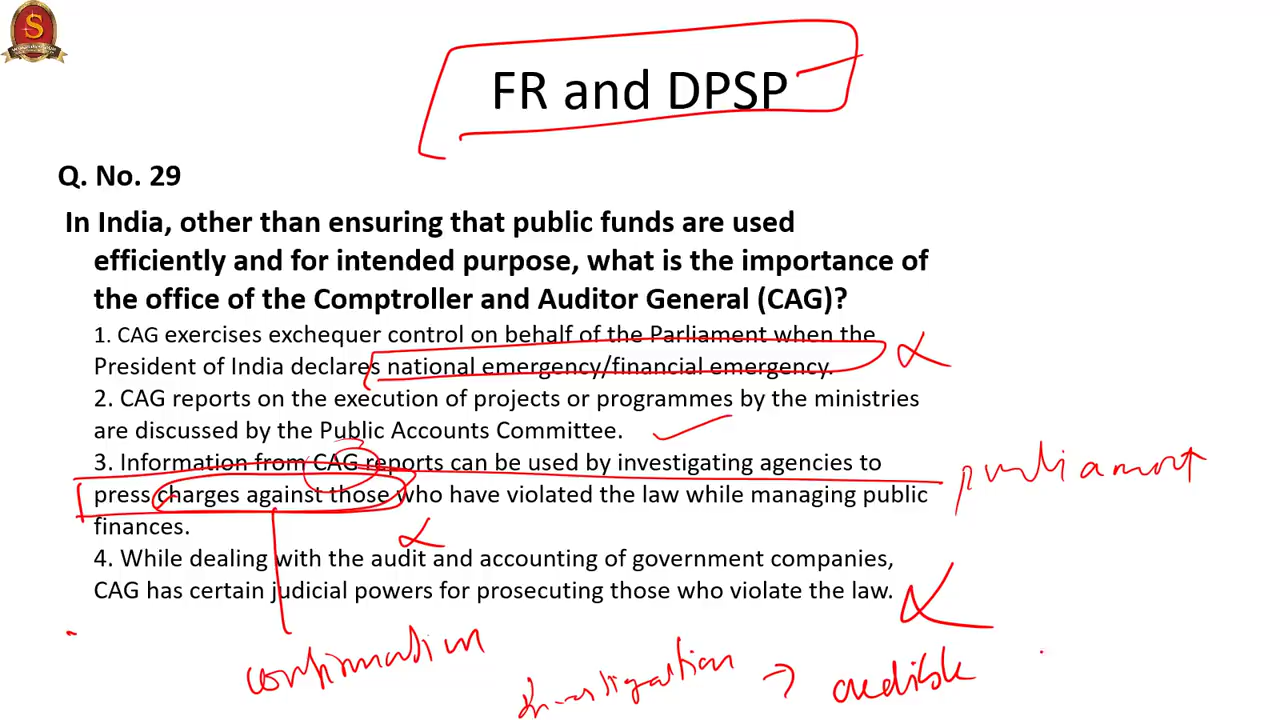 S
FR and DPSP
Q. No. 29
In India, other than ensuring that public funds are used
efficiently and for intended purpose, what is the importance of
the office of the Comptroller and Auditor General (CAG)?
1. CAG exercises exchequer control on behalf of the Parliament when the
President of India declares national emergency/financial emergency.
2. CAG reports on the execution of projects or programmes by the ministries
are discussed by the Public Accounts Committee.
3. Information from CAG reports can be used by investigating agencies to
press charges against those who have violated the law while managing public
finances.
4. While dealing with the audit and accounting of government companies,
CAG has certain judicial powers for prosecuting those who violate the law.
confirmation
investigation → credible